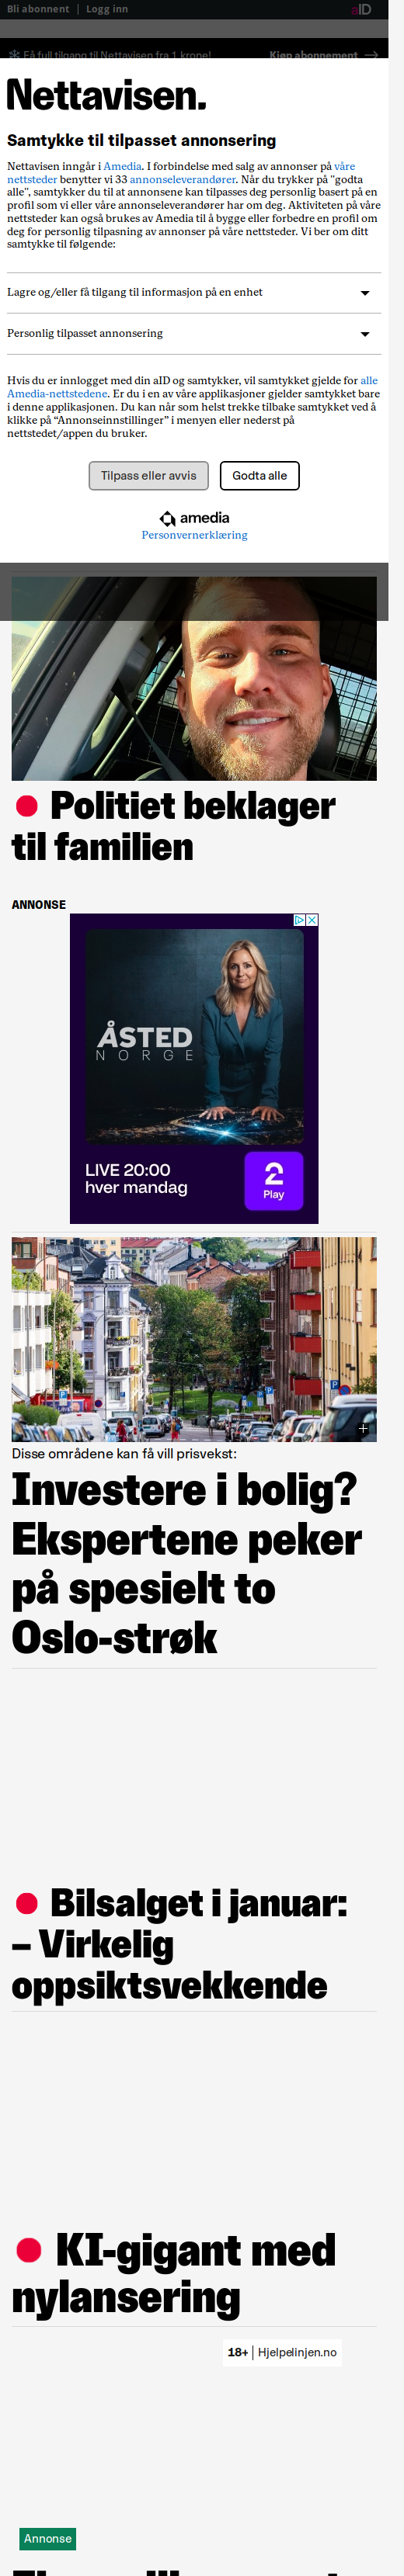 Bli abonnent | Logg inn
aID
Få full tilgang til Nettavisen fra 1 krone!
Kjøp abonnement
Nettavisen.
Samtykke til tilpasset annonsering
Nettavisen inngår i Amedia. I forbindelse med salg av annonser på våre
nettsteder benytter vi 33 annonseleverandører. Når du trykker på "godta
alle", samtykker du til at annonsene kan tilpasses deg personlig basert på en
profil som vi eller våre annonseleverandører har om deg. Aktiviteten på våre
nettsteder kan også brukes av Amedia til å bygge eller forbedre en profil om
deg for personlig tilpasning av annonser på våre nettsteder. Vi ber om ditt
samtykke til følgende:
Lagre og/eller få tilgang til informasjon på en enhet
Personlig tilpasset annonsering
Hvis du er innlogget med din aID og samtykker, vil samtykket gjelde for alle
Amedia-nettstedene. Er du i en av våre applikasjoner gjelder samtykket bare
i denne applikasjonen. Du kan når som helst trekke tilbake samtykket ved å
klikke på “Annonseinnstillinger” i menyen eller nederst på
nettstedet/appen du bruker.
Tilpass eller avvis
Godta alle
amedia
Personvernerklæring
Politiet beklager
til familien
ANNONSE
ÅSTED
NORGE
LIVE 20:00
hver mandag
2
Play
Disse områdene kan få vill prisvekst:
Investere i bolig?
Ekspertene peker
på spesielt to
Oslo-strøk
Bilsalget i januar:
– Virkelig
oppsiktsvekkende
KI-gigant med
nylansering
18+ | Hjelpelinjen.no
Annonse